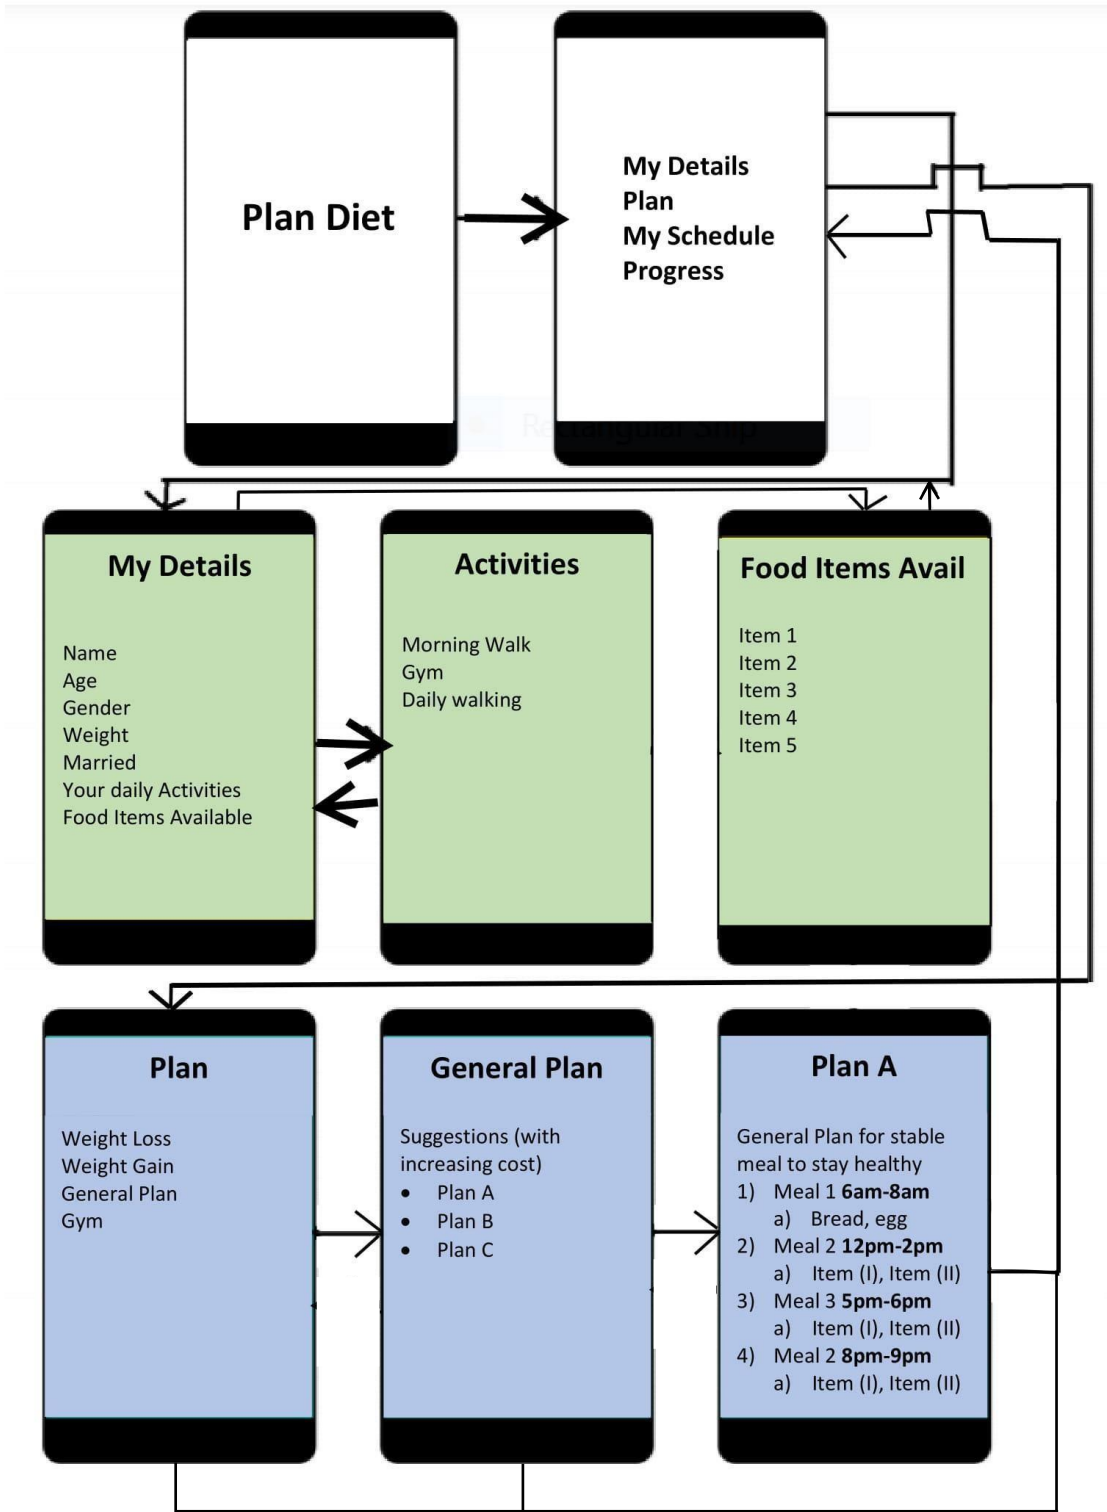 Plan Diet
My Details
Plan
My Schedule
Progress
Rectangular Snip
My Details
Name
Age
Gender
Weight
Married
Your daily Activities
Food Items Available
Activities
Morning Walk
Gym
Daily walking
Food Items Avail
Item 1
Item 2
Item 3
Item 4
Item 5
Plan
Weight Loss
Weight Gain
General Plan
Gym
General Plan
Suggestions (with
increasing cost)
• Plan A
• Plan B
• Plan C
Plan A
General Plan for stable
meal to stay healthy
1) Meal 1 6am-8am
a) Bread, egg
2) Meal 2 12pm-2pm
a) Item (I), Item (II)
3) Meal 3 5pm-6pm
a) Item (I), Item (II)
4) Meal 2 8pm-9pm
a) Item (I), Item (II)